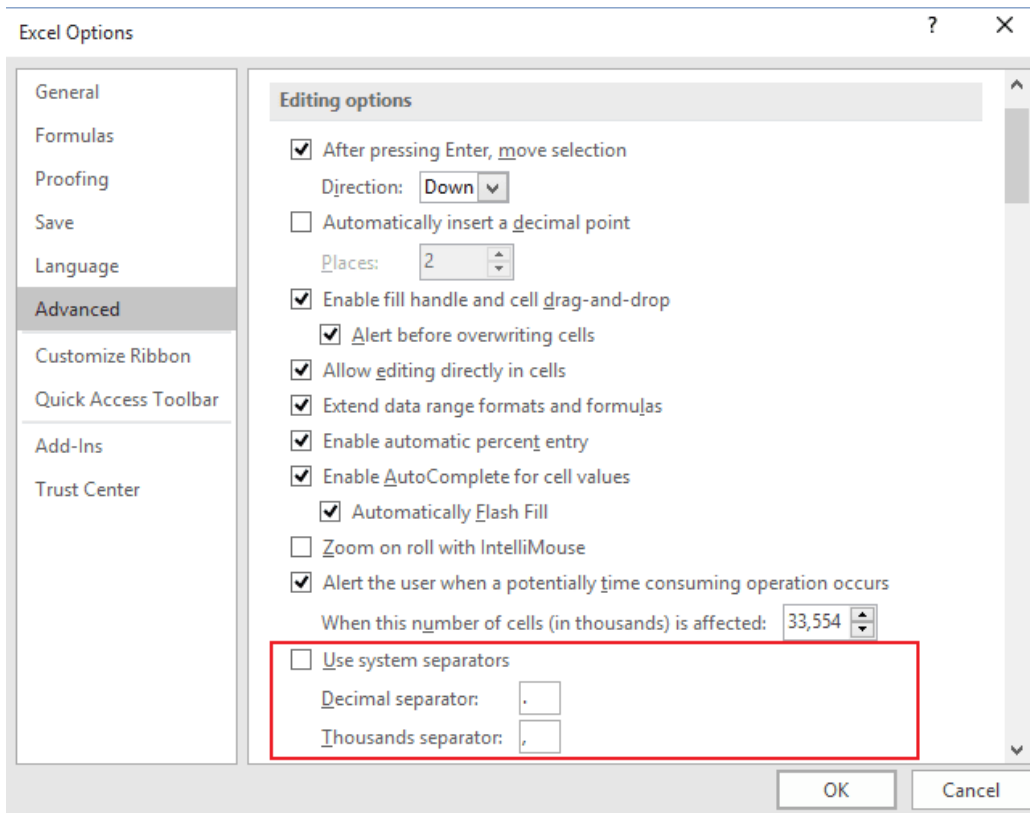 Excel Options
?
General
Formulas
Proofing
Save
Language
Advanced
Customize Ribbon
Quick Access Toolbar
Add-Ins
Trust Center
Editing options
After pressing Enter, move selection
Direction: Down
Automatically insert a decimal point
Places: 2
Enable fill handle and cell drag-and-drop
Alert before overwriting cells
Allow editing directly in cells
Extend data range formats and formulas
Enable automatic percent entry
Enable AutoComplete for cell values
Automatically Flash Fill
Zoom on roll with IntelliMouse
Alert the user when a potentially time consuming operation occurs
When this number of cells (in thousands) is affected: 33,554
Use system separators
Decimal separator: .
Thousands separator: ,
OK
Cancel